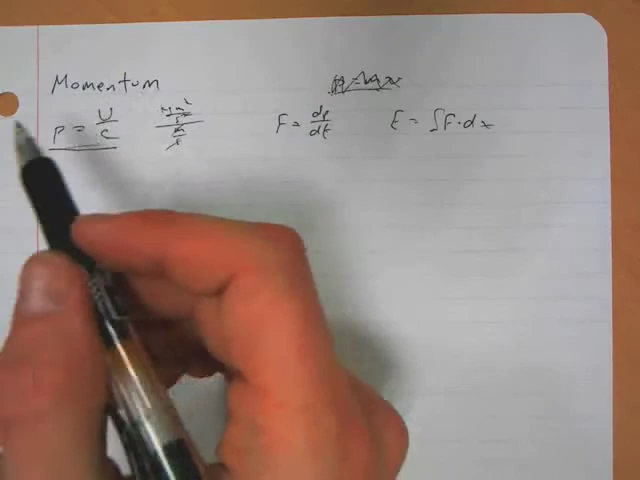 Momentum
p = U/c F = dp/dt E = ∫F·dx